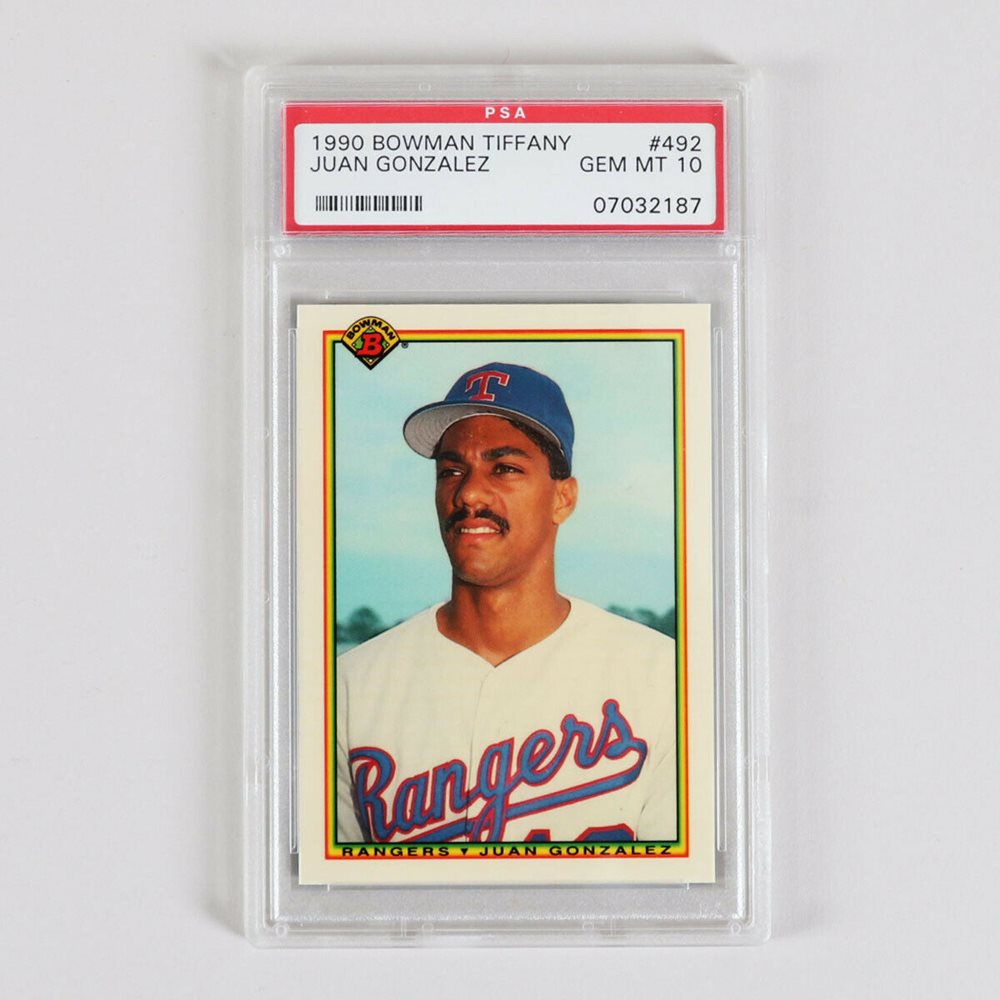 PSA
1990 BOWMAN TIFFANY #492
JUAN GONZALEZ GEM MT 10
07032187
BOWMAN
B
®
T
Rangers
RANGERS ▼ JUAN GONZALEZ